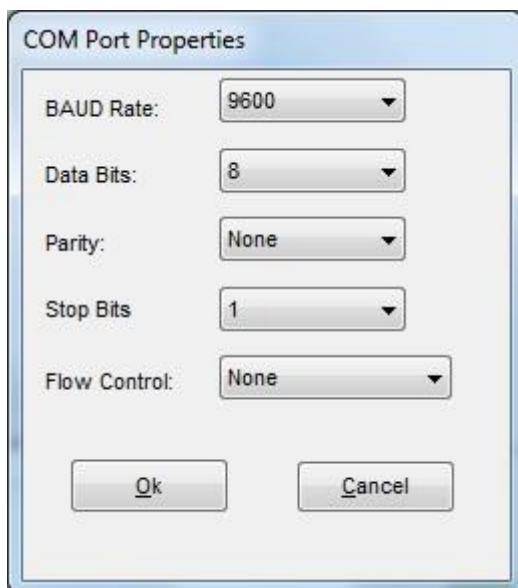 COM Port Properties
BAUD Rate: 9600
Data Bits: 8
Parity: None
Stop Bits 1
Flow Control: None
Ok Cancel